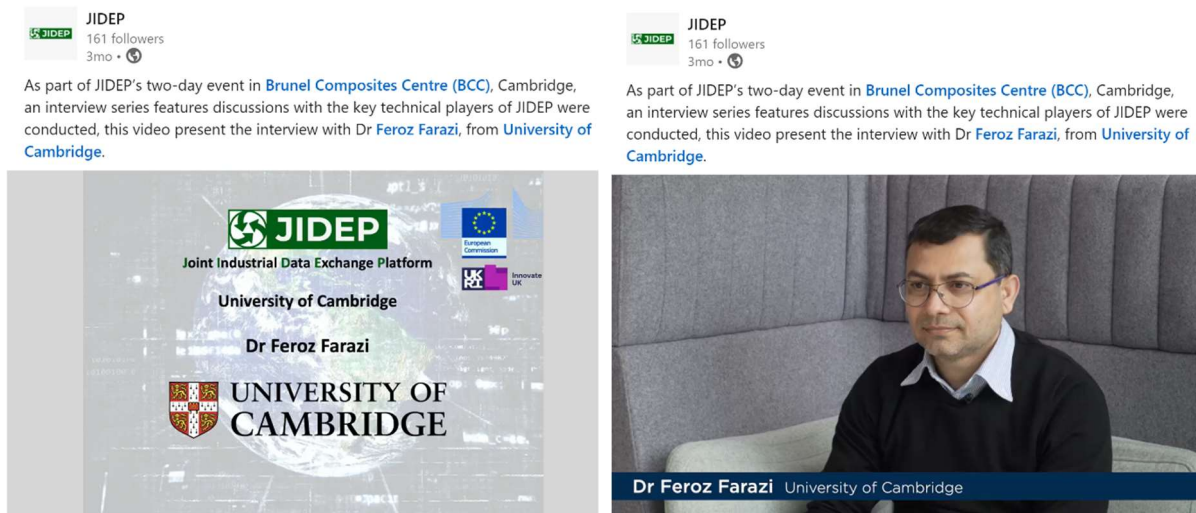 JIDEP
JIDEP
161 followers
3mo •
As part of JIDEP's two-day event in Brunel Composites Centre (BCC), Cambridge,
an interview series features discussions with the key technical players of JIDEP were
conducted, this video present the interview with Dr Feroz Farazi, from University of
Cambridge.
JIDEP
Joint Industrial Data Exchange Platform
European
Commission
UKRI
Innovate
UK
University of Cambridge
Dr Feroz Farazi
UNIVERSITY OF
CAMBRIDGE
JIDEP
JIDEP
161 followers
3mo •
As part of JIDEP's two-day event in Brunel Composites Centre (BCC), Cambridge,
an interview series features discussions with the key technical players of JIDEP were
conducted, this video present the interview with Dr Feroz Farazi, from University of
Cambridge.
Dr Feroz Farazi University of Cambridge